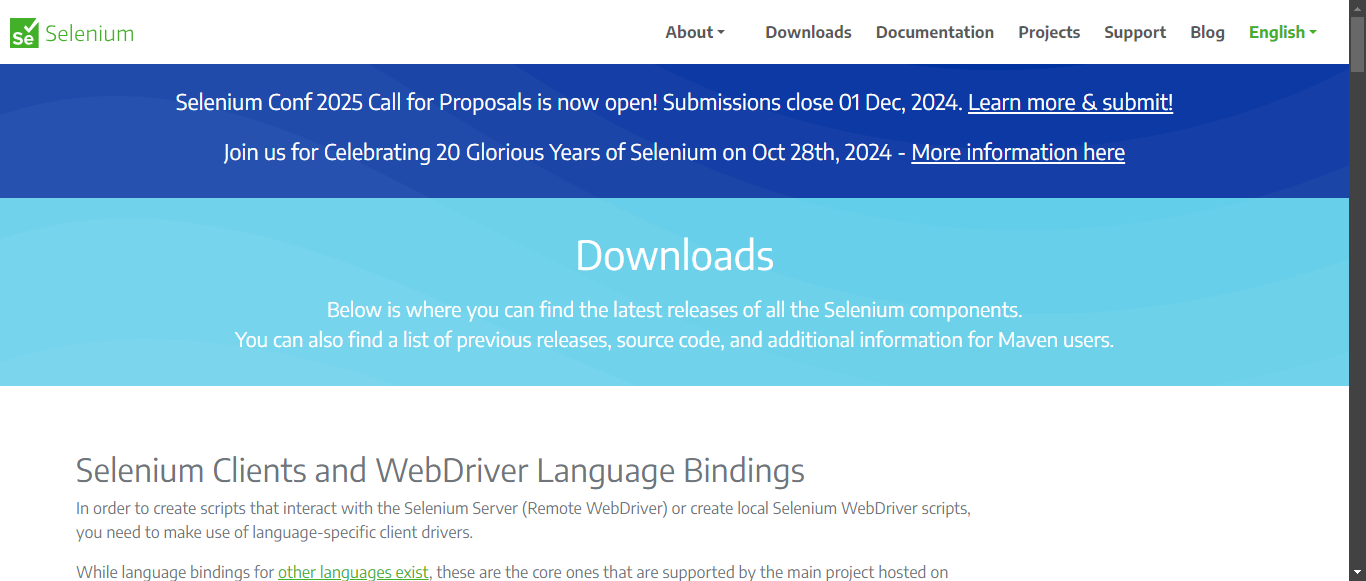 Se Selenium
About Downloads Documentation Projects Support Blog English
Selenium Conf 2025 Call for Proposals is now open! Submissions close 01 Dec, 2024. Learn more & submit!
Join us for Celebrating 20 Glorious Years of Selenium on Oct 28th, 2024 - More information here
Downloads
Below is where you can find the latest releases of all the Selenium components.
You can also find a list of previous releases, source code, and additional information for Maven users.
Selenium Clients and WebDriver Language Bindings
In order to create scripts that interact with the Selenium Server (Remote WebDriver) or create local Selenium WebDriver scripts,
you need to make use of language-specific client drivers.
While language bindings for other languages exist, these are the core ones that are supported by the main project hosted on